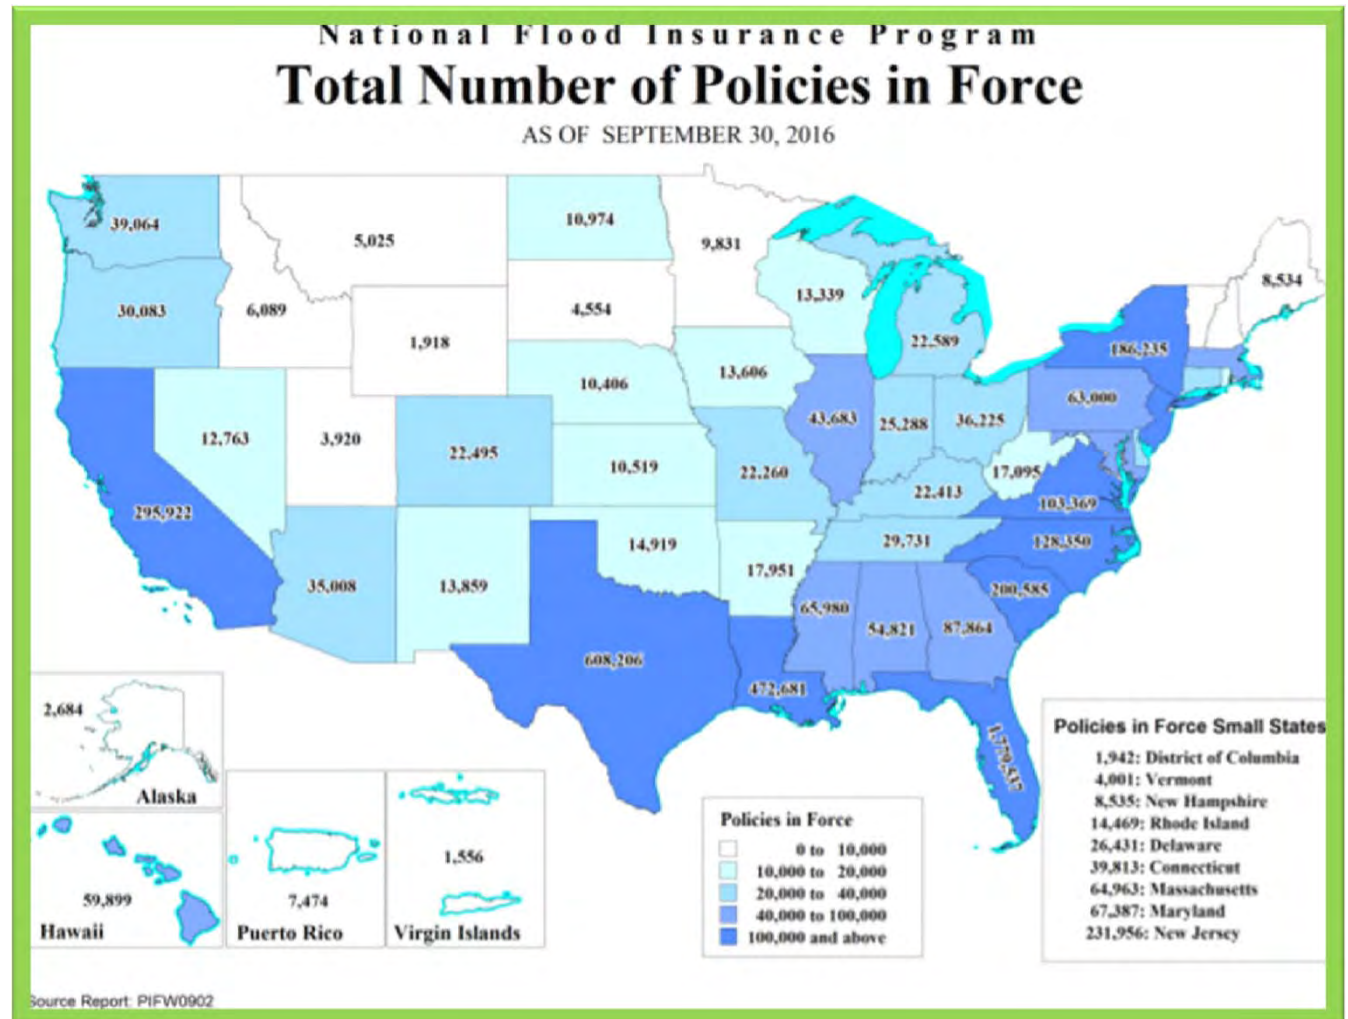 National Flood Insurance Program
Total Number of Policies in Force
AS OF SEPTEMBER 30, 2016
39,064
5,025
10,974
9,831
8,534
30,083
6,089
4,554
13,339
1,918
22,589
186,235
10,406
13,606
63,000
12,763
3,920
22,495
43,683
25,288
36,225
10,519
22,260
17,095
22,413
103,369
295,922
14,919
29,731
128,350
35,008
13,859
17,951
200,585
65,980
54,821
87,864
608,206
472,681
1,779,537
2,684
Alaska
59,899
Hawaii
7,474
Puerto Rico
1,556
Virgin Islands
Policies in Force
0 to 10,000
10,000 to 20,000
20,000 to 40,000
40,000 to 100,000
100,000 and above
Policies in Force Small States
1,942: District of Columbia
4,001: Vermont
8,535: New Hampshire
14,469: Rhode Island
26,431: Delaware
39,813: Connecticut
64,963: Massachusetts
67,387: Maryland
231,956: New Jersey
Source Report: PIFW0902